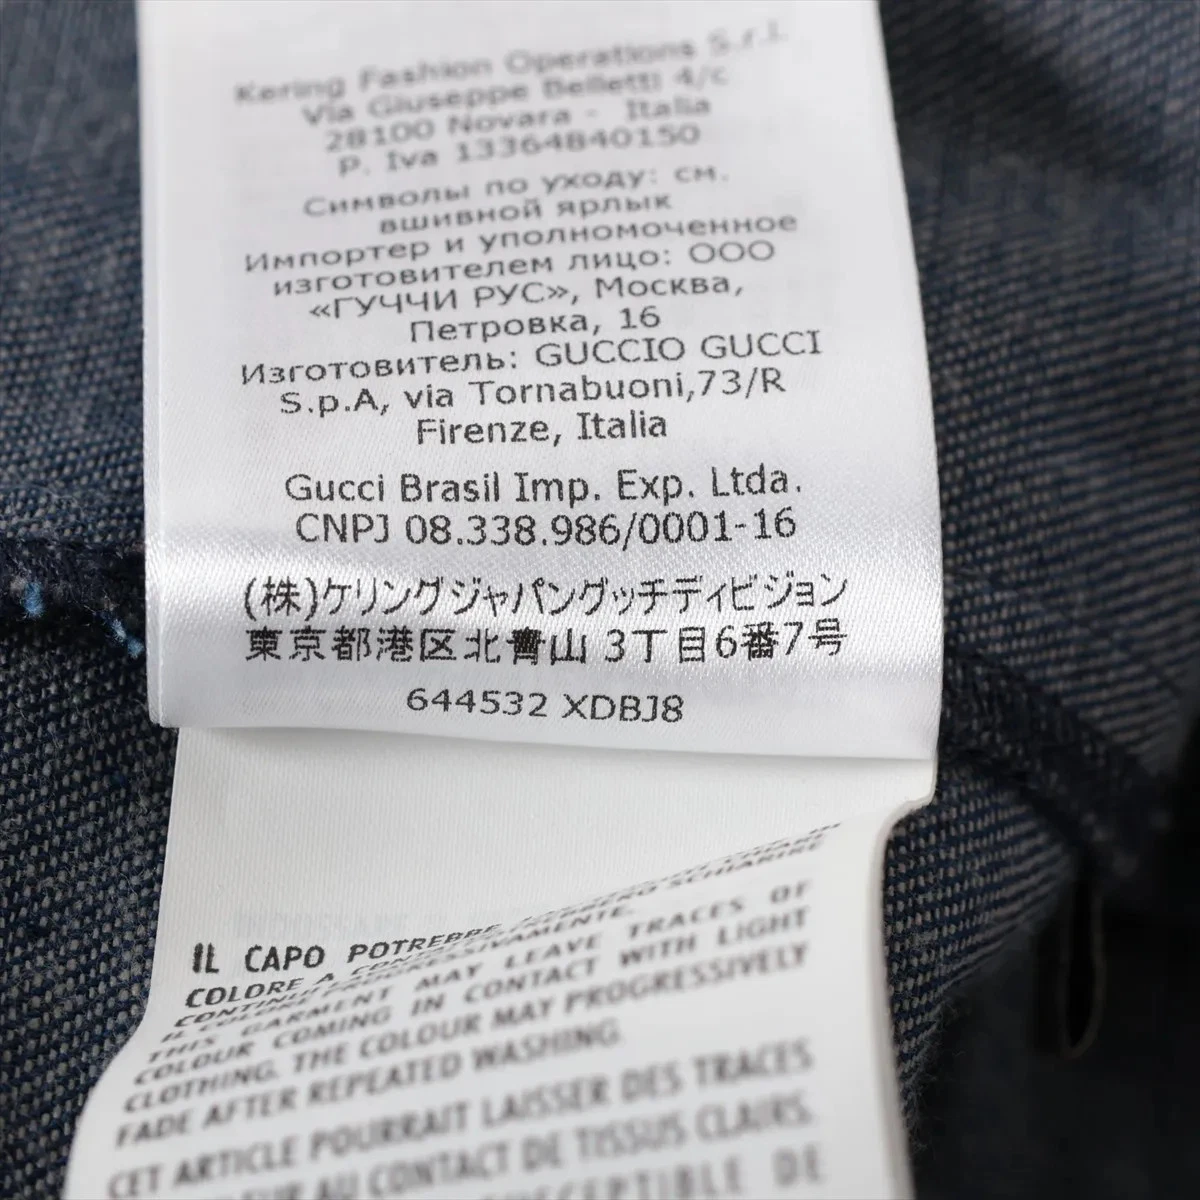 Kering Fashion Operations S.r.l.
Via Giuseppe Belletti 4/c
28100 Novara - Italia
P. Iva 13364840150
Символы по уходу: см.
вшивной ярлык
Импортер и уполномоченное
изготовителем лицо: ООО
«ГУЧЧИ РУС», Москва,
Петровка, 16
Изготовитель: GUCCIO GUCCI
S.p.A, via Tornabuoni,73/R
Firenze, Italia
Gucci Brasil Imp. Exp. Ltda.
CNPJ 08.338.986/0001-16
(株)ケリングジャパングッチディビジョン
東京都港区北青山 3丁目6番7号
644532 XDBJ8
SCHIARIRE
IL CAPO POTREBBE
COLORE A
CONTINUI PROGRESSIVAMENTE.
THIS GARMENT MAY LEAVE TRACES OF
COLOUR COMING IN CONTACT WITH LIGHT
CLOTHING. THE COLOUR MAY PROGRESSIVELY
FADE AFTER REPEATED WASHING.
CET ARTICLE POURRAIT LAISSER DES TRACES
AU CONTACT DE TISSUS CLAIRS.
DE